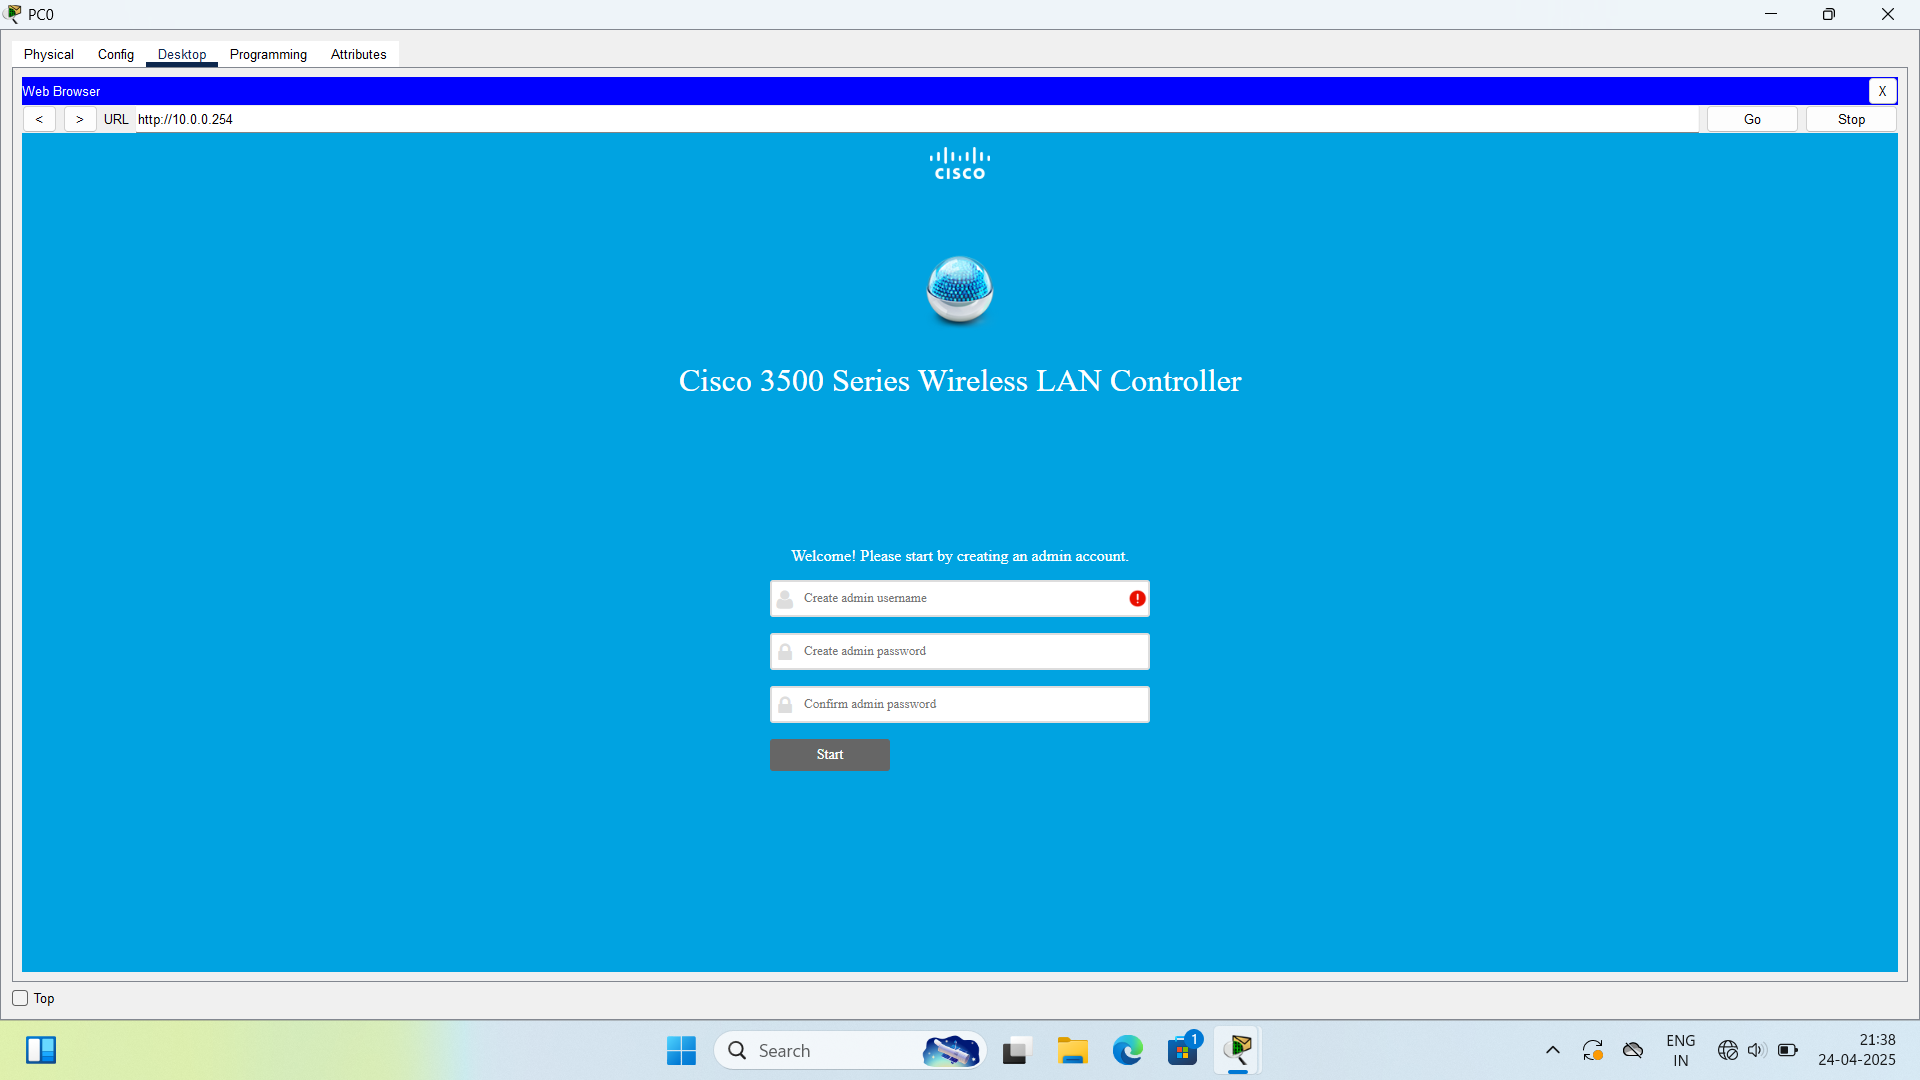 PC0
Physical Config Desktop Programming Attributes
Web Browser X
< > URL http://10.0.0.254 Go Stop
CISCO
Cisco 3500 Series Wireless LAN Controller
Welcome! Please start by creating an admin account.
Create admin username
Create admin password
Confirm admin password
Start
Top
Search
1
ENG
IN
21:38
24-04-2025